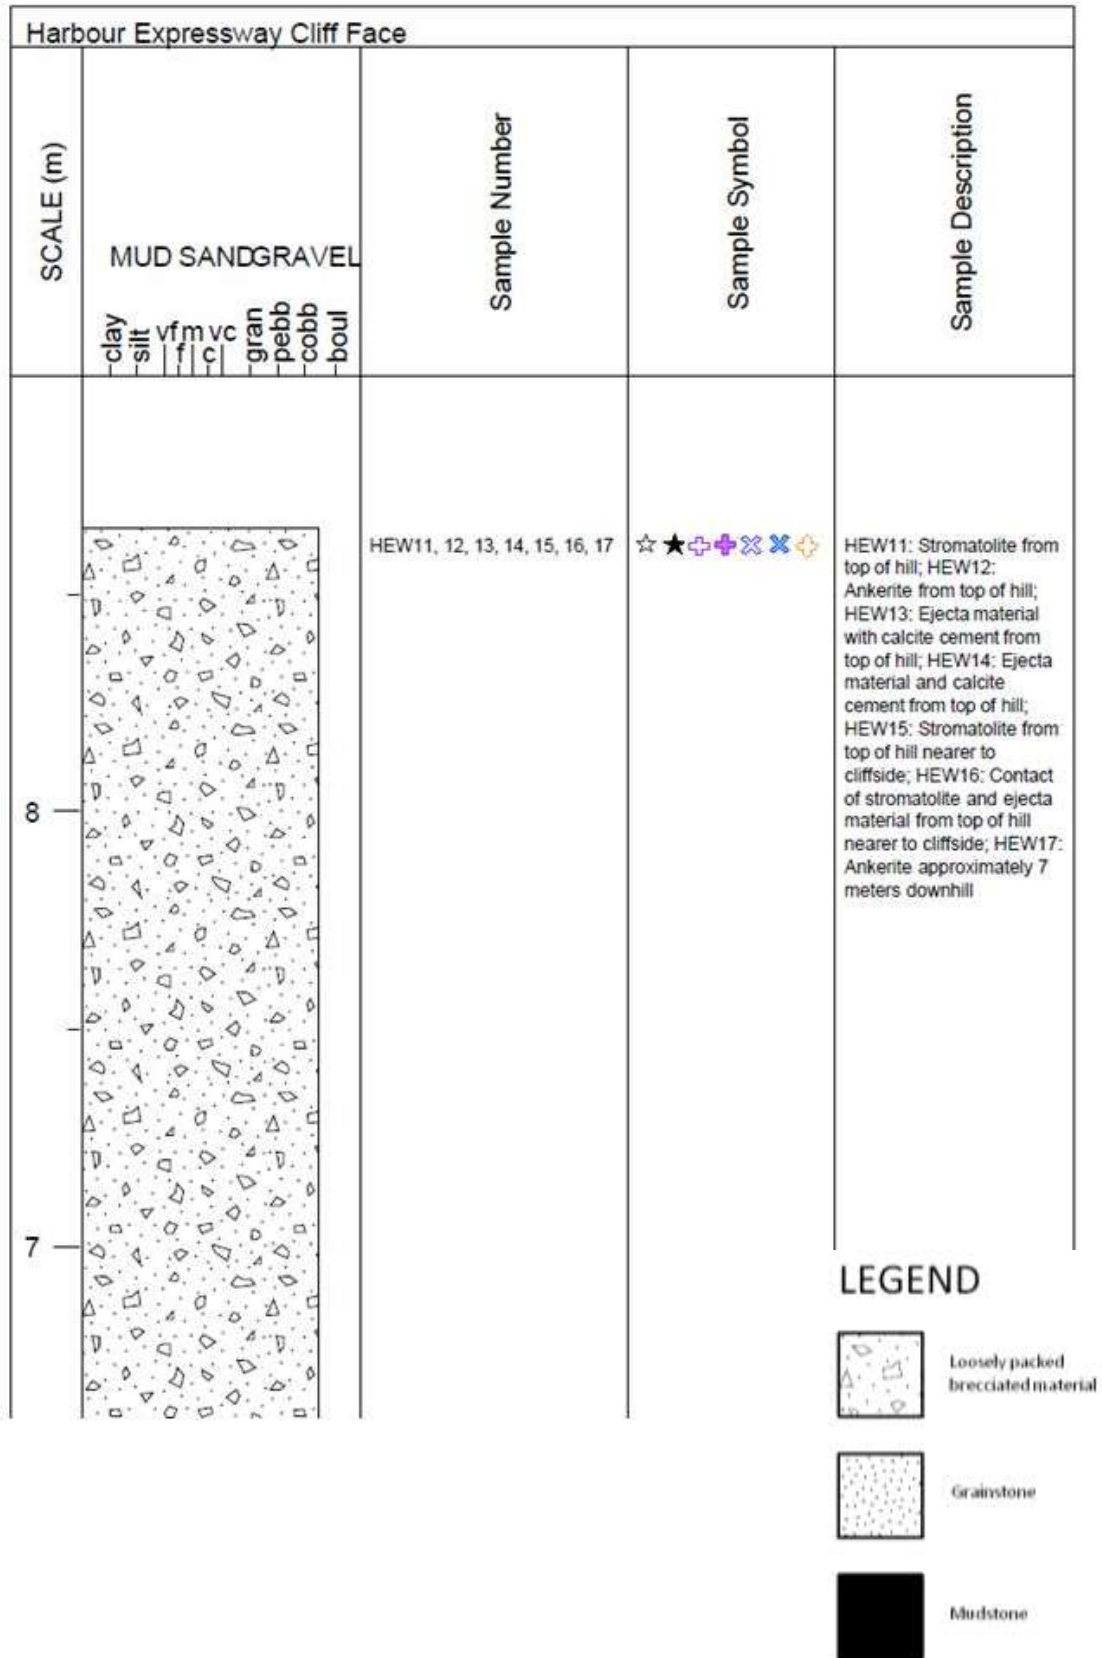 Harbour Expressway Cliff Face
SCALE (m)
MUD SANDGRAVEL
clay
silt
vf
f
m
c
vc
gran
pebb
cobb
boul
Sample Number
Sample Symbol
Sample Description
HEW11, 12, 13, 14, 15, 16, 17
HEW11: Stromatolite from
top of hill; HEW12:
Ankerite from top of hill;
HEW13: Ejecta material
with calcite cement from
top of hill; HEW14: Ejecta
material and calcite
cement from top of hill;
HEW15: Stromatolite from
top of hill nearer to
cliffside; HEW16: Contact
of stromatolite and ejecta
material from top of hill
nearer to cliffside; HEW17:
Ankerite approximately 7
meters downhill
8
7
LEGEND
Loosely packed
brecciated material
Grainstone
Mudstone